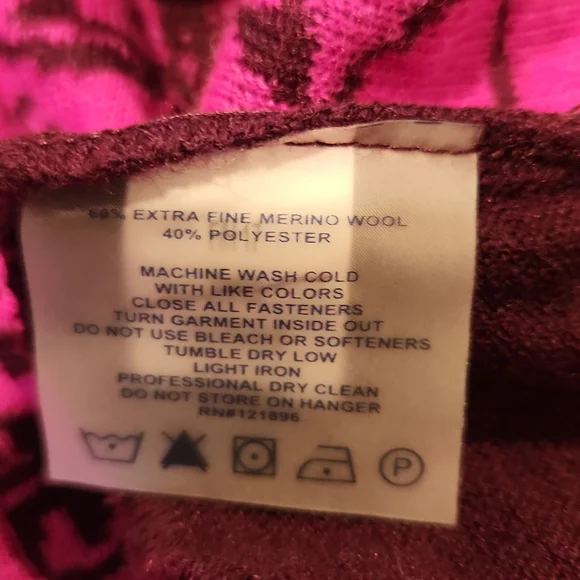 60% EXTRA FINE MERINO WOOL
40% POLYESTER
MACHINE WASH COLD
WITH LIKE COLORS
CLOSE ALL FASTENERS
TURN GARMENT INSIDE OUT
DO NOT USE BLEACH OR SOFTENERS
TUMBLE DRY LOW
LIGHT IRON
PROFESSIONAL DRY CLEAN
DO NOT STORE ON HANGER
RN#121896
P